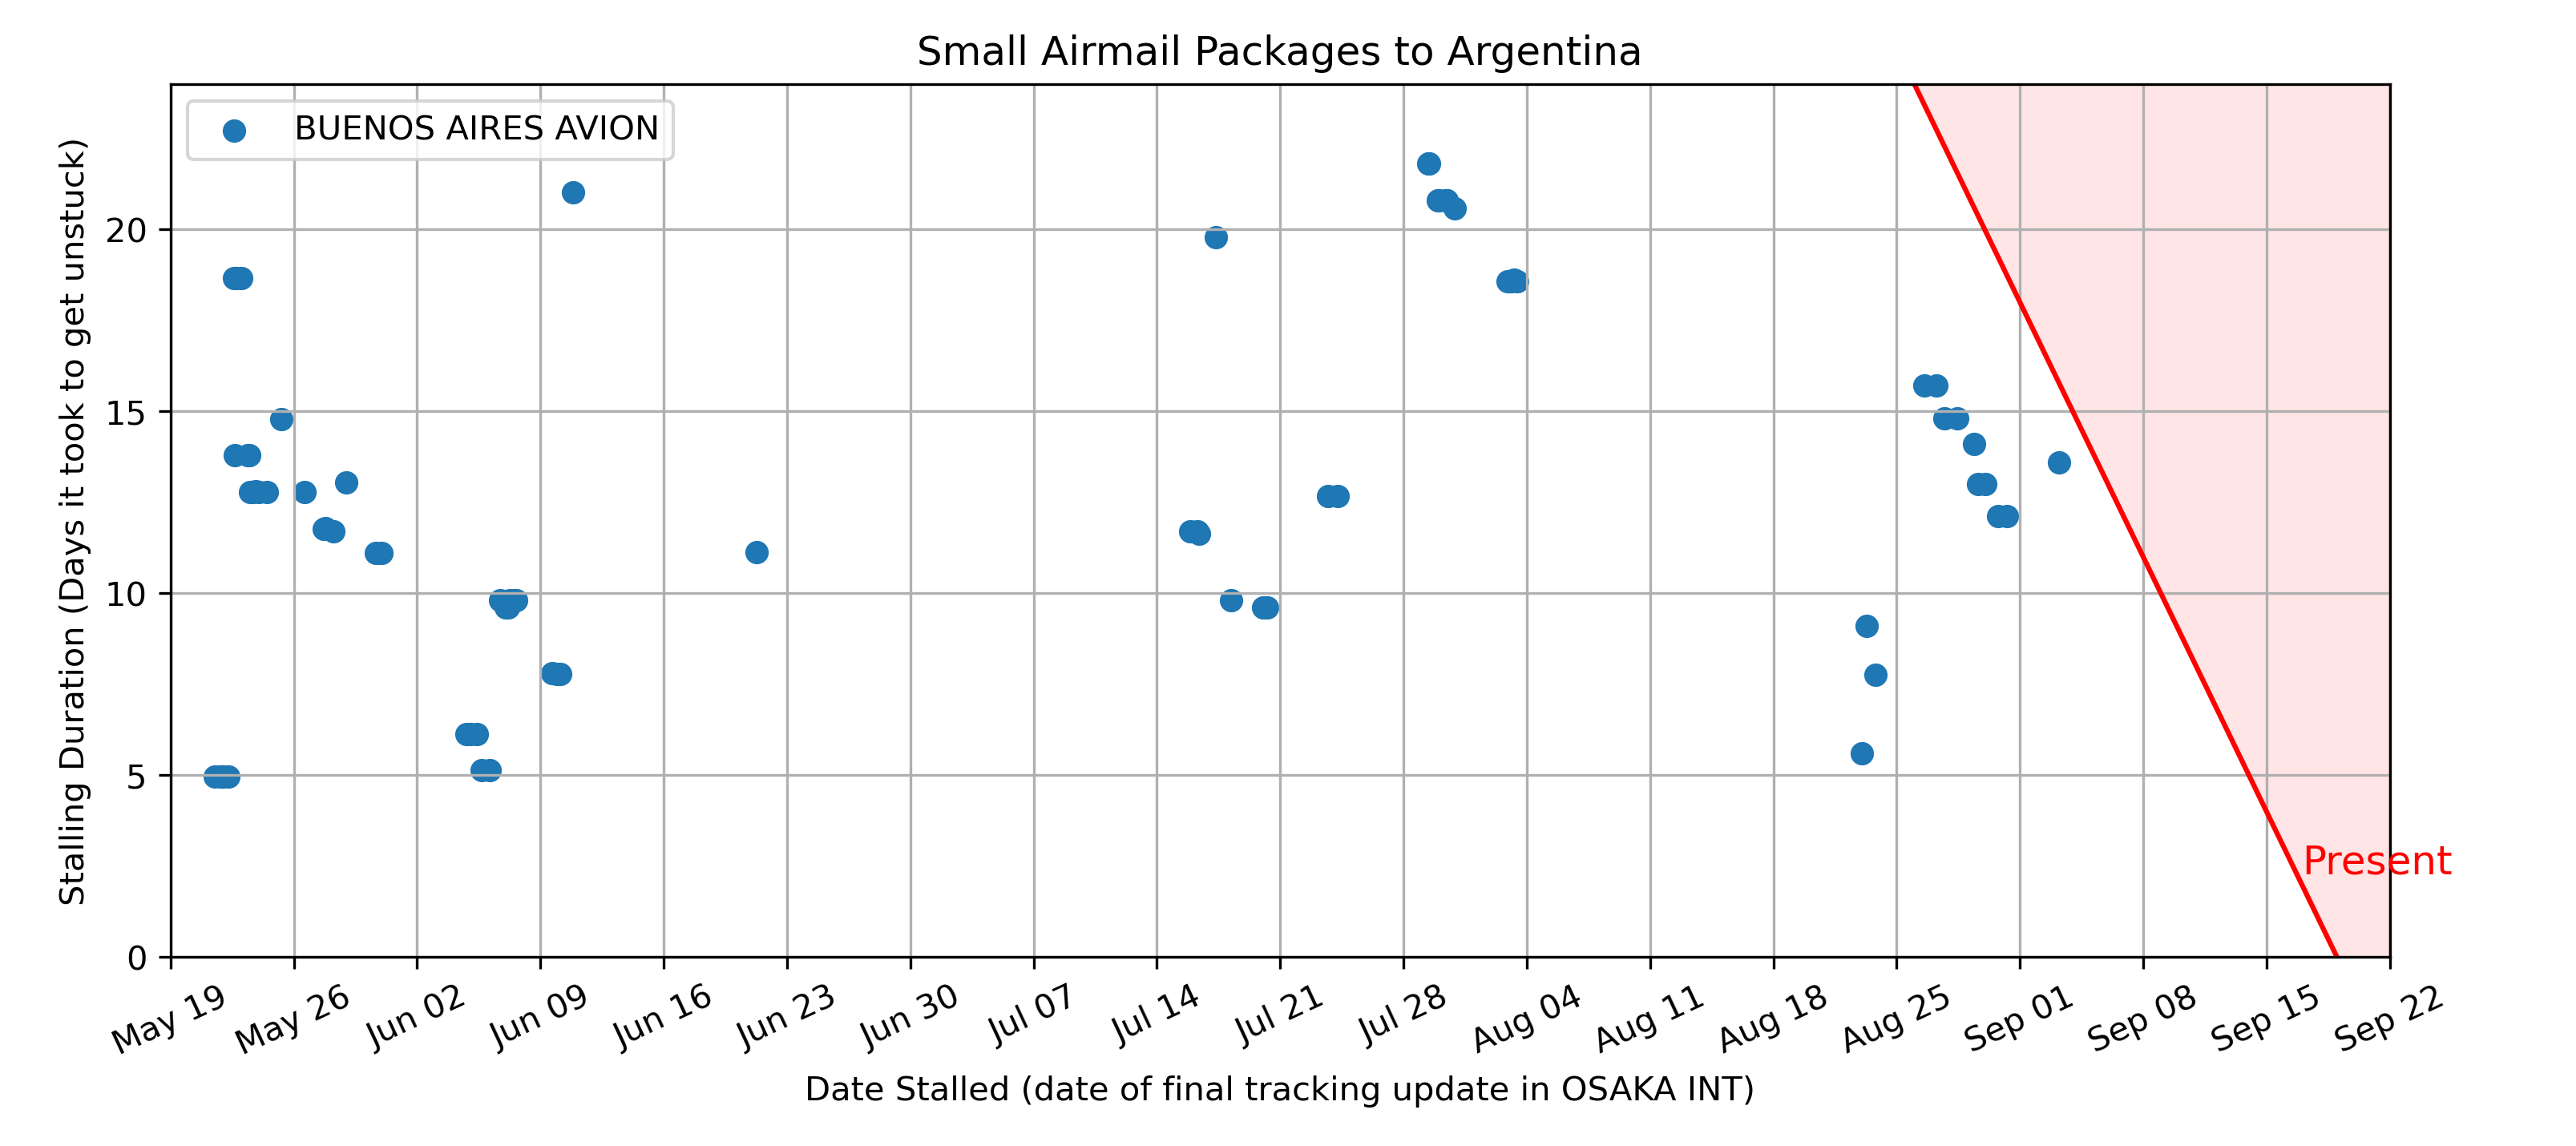 Small Airmail Packages to Argentina
BUENOS AIRES AVION
Stalling Duration (Days it took to get unstuck)
20
15
10
5
0
Present
May 19
May 26
Jun 02
Jun 09
Jun 16
Jun 23
Jun 30
Jul 07
Jul 14
Jul 21
Jul 28
Aug 04
Aug 11
Aug 18
Aug 25
Sep 01
Sep 08
Sep 15
Sep 22
Date Stalled (date of final tracking update in OSAKA INT)